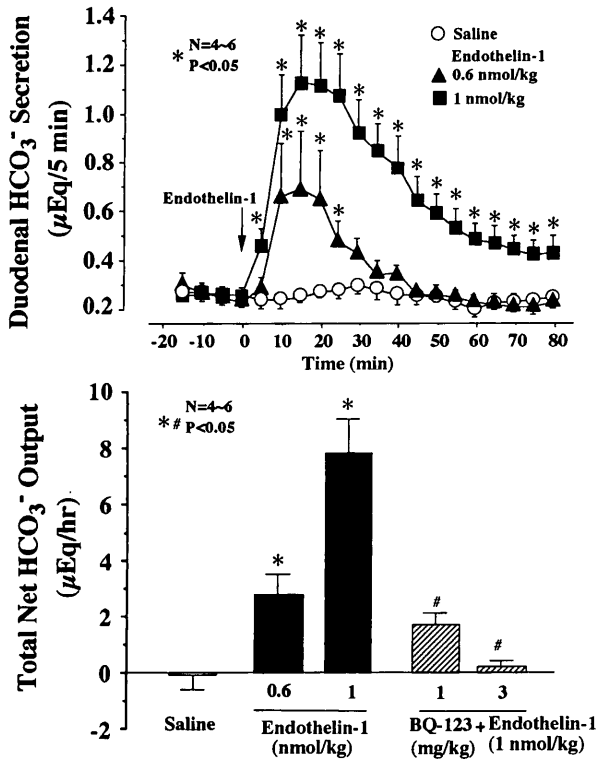 Duodenal HCO3⁻ Secretion
(µEq/5 min)
1.4
1.2
1.0
0.8
0.6
0.4
0.2
* N=4~6
P<0.05
Saline
Endothelin-1
0.6 nmol/kg
1 nmol/kg
Endothelin-1
* * * * * * * * * * * * * * *
* * * *
*
-20 -10 0 10 20 30 40 50 60 70 80
Time (min)
Total Net HCO3⁻ Output
(µEq/hr)
10
8
6
4
2
0
-2
N=4~6
*# P<0.05
*
*
#
#
0.6 1 1 3
Saline
Endothelin-1
(nmol/kg)
BQ-123 + Endothelin-1
(mg/kg) (1 nmol/kg)